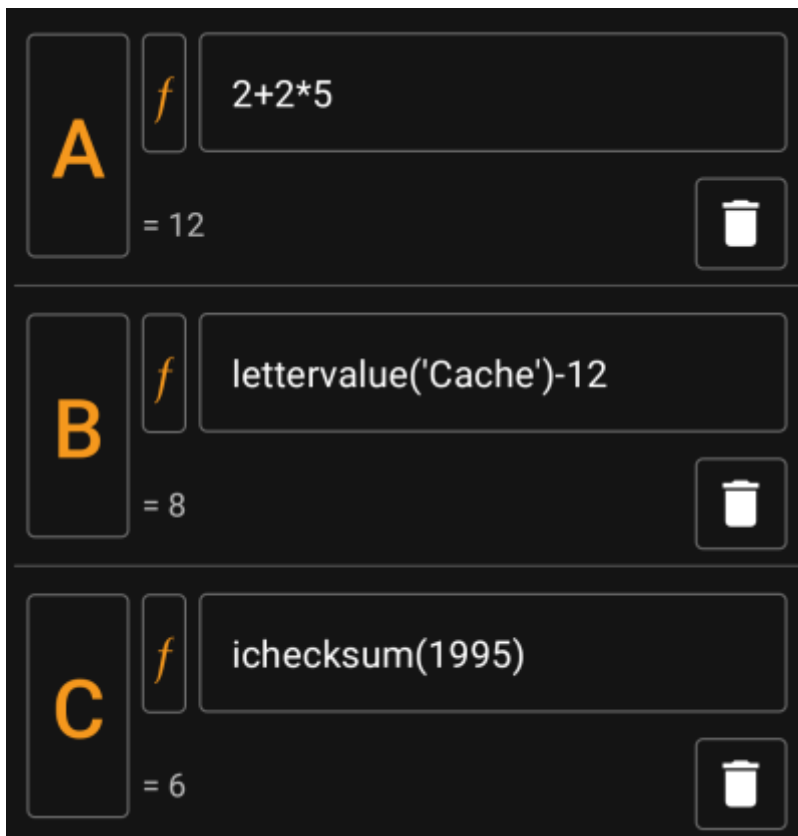 A
f
2+2*5
= 12
B
f
lettervalue('Cache')-12
= 8
C
f
ichecksum(1995)
= 6